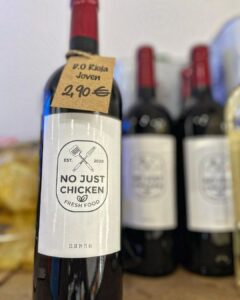 D.O Rioja
Joven
2,90 €
EST. 2020
NO JUST
CHICKEN
FRESH FOOD